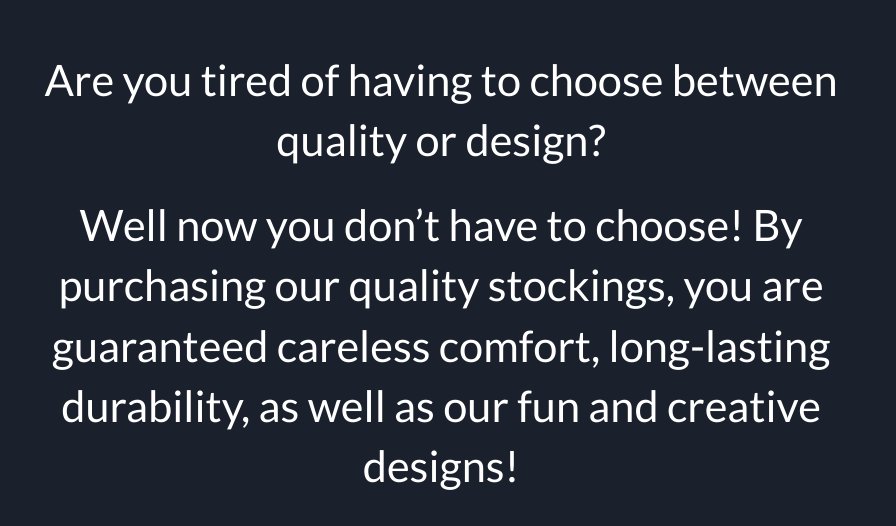 Are you tired of having to choose between
quality or design?
Well now you don’t have to choose! By
purchasing our quality stockings, you are
guaranteed careless comfort, long-lasting
durability, as well as our fun and creative
designs!